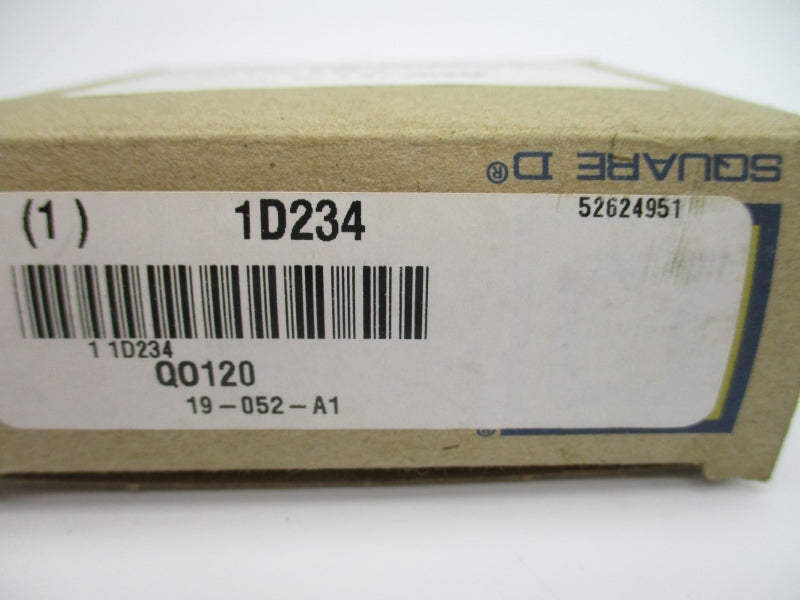 SQUARE D®
(1) 1D234 52624951
1 1D234
QO120
19-052-A1
®